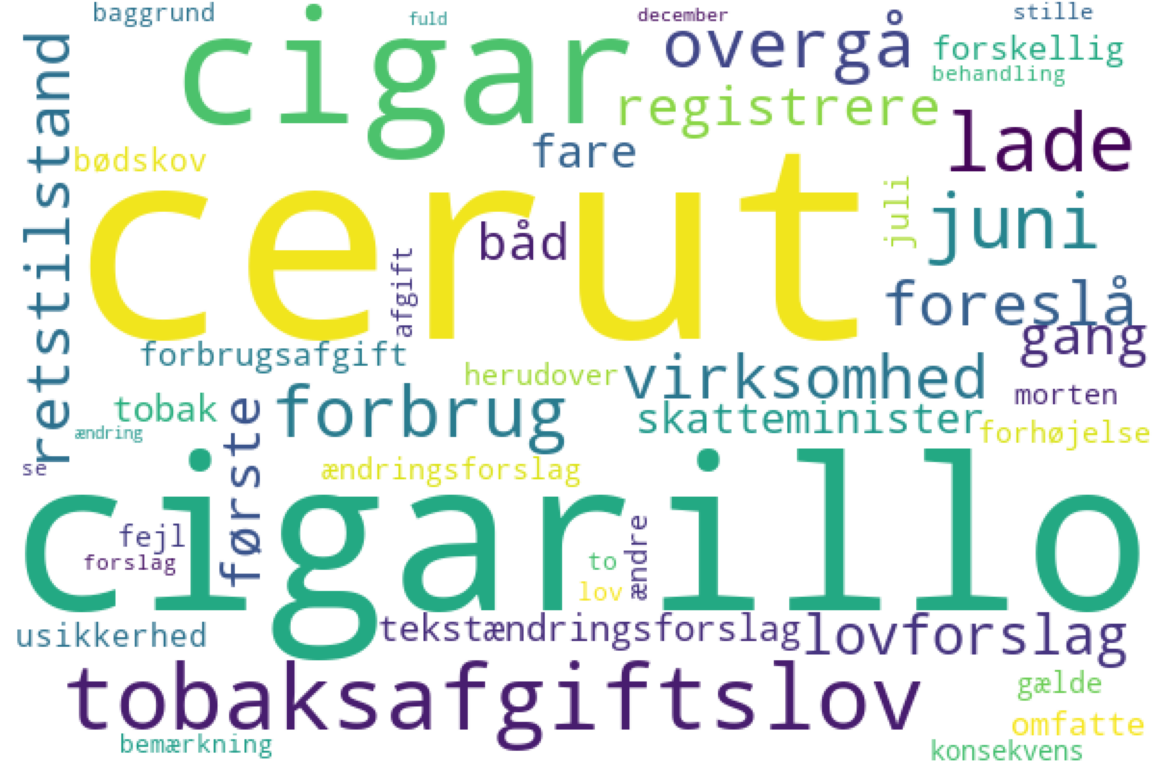 baggrund
fuld
december
stille
cigar
overgå
forskellig
behandling
registrere
retstilstand
bødskov
fare
lade
cerut
båd
juli
juni
afgift
foreslå
gang
forbrugsafgift
herudover
virksomhed
morten
tobak
ændring
første
forbrug
skatteminister
forhøjelse
se
ændringsforslag
cigarillo
fejl
forslag
to
ændre
lov
usikkerhed
tekstændringsforslag
lovforslag
tobaksafgiftslov
gælde
omfatte
bemærkning
konsekvens